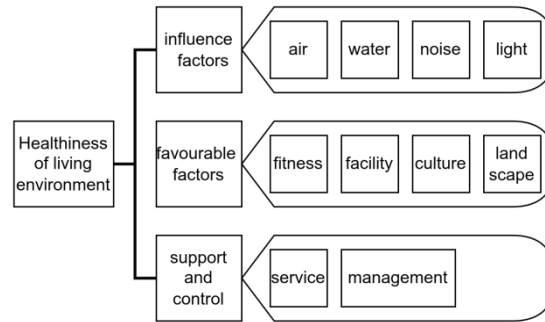 influence
factors
air
water
noise
light
Healthiness
of living
environment
favourable
factors
fitness
facility
culture
land
scape
support
and
control
service
management